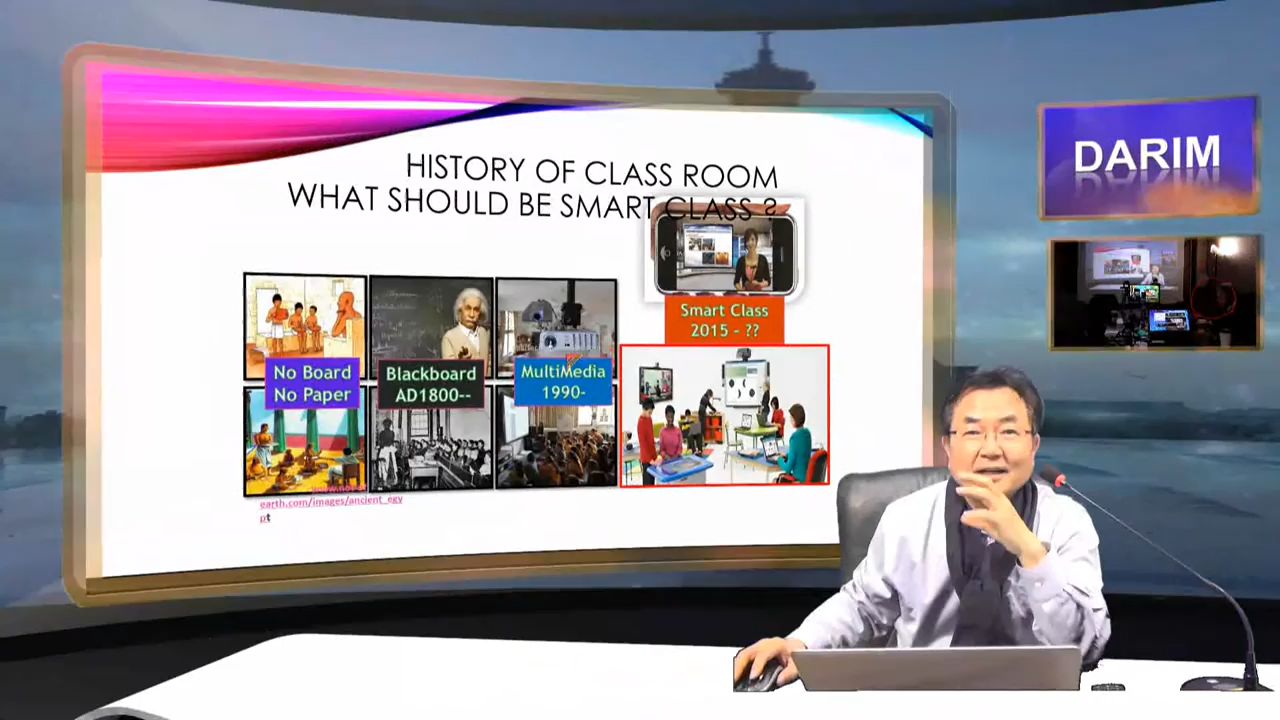 HISTORY OF CLASS ROOM
WHAT SHOULD BE SMART CLASS ?
DARIM
Smart Class
2015 - ??
No Board
No Paper
Blackboard
AD1800--
MultiMedia
1990-
earth.com/images/ancient_egy
pt